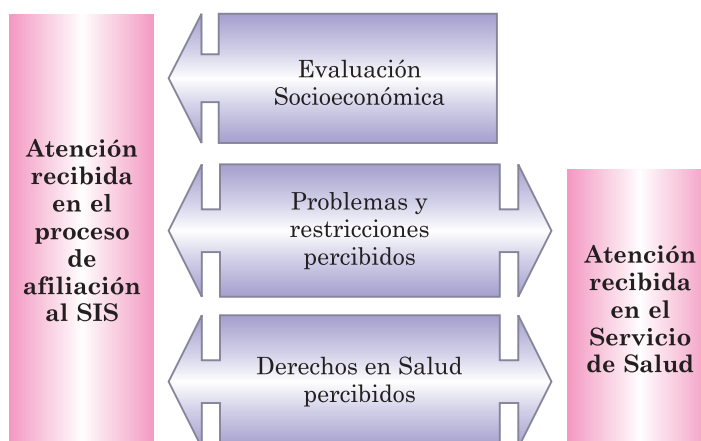 Atención
recibida
en el
proceso
de
afiliación
al SIS
Evaluación
Socioeconómica
Problemas y
restricciones
percibidos
Derechos en Salud
percibidos
Atención
recibida
en el
Servicio
de Salud